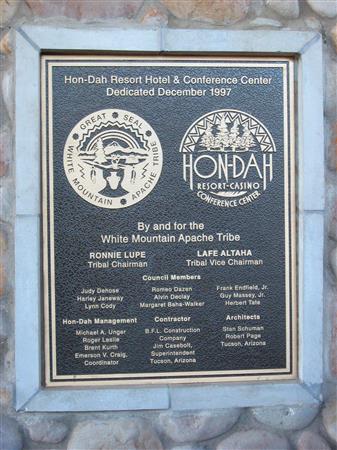 Hon-Dah Resort Hotel & Conference Center
Dedicated December 1997
GREAT SEAL
WHITE MOUNTAIN APACHE TRIBE
HON-DAH
RESORT-CASINO
CONFERENCE CENTER
By and for the
White Mountain Apache Tribe
RONNIE LUPE
Tribal Chairman
LAFE ALTAHA
Tribal Vice Chairman
Council Members
Judy Dehose
Harley Janeway
Lynn Cody
Romeo Dazen
Alvin Declay
Margaret Baha-Walker
Frank Endfield, Jr.
Guy Massey, Jr.
Herbert Tate
Hon-Dah Management
Michael A. Unger
Roger Leslie
Brent Kurth
Emerson V. Craig,
Coordinator
Contractor
B.F.L. Construction
Company
Jim Casebolt,
Superintendent
Tucson, Arizona
Architects
Stan Schuman
Robert Page
Tucson, Arizona